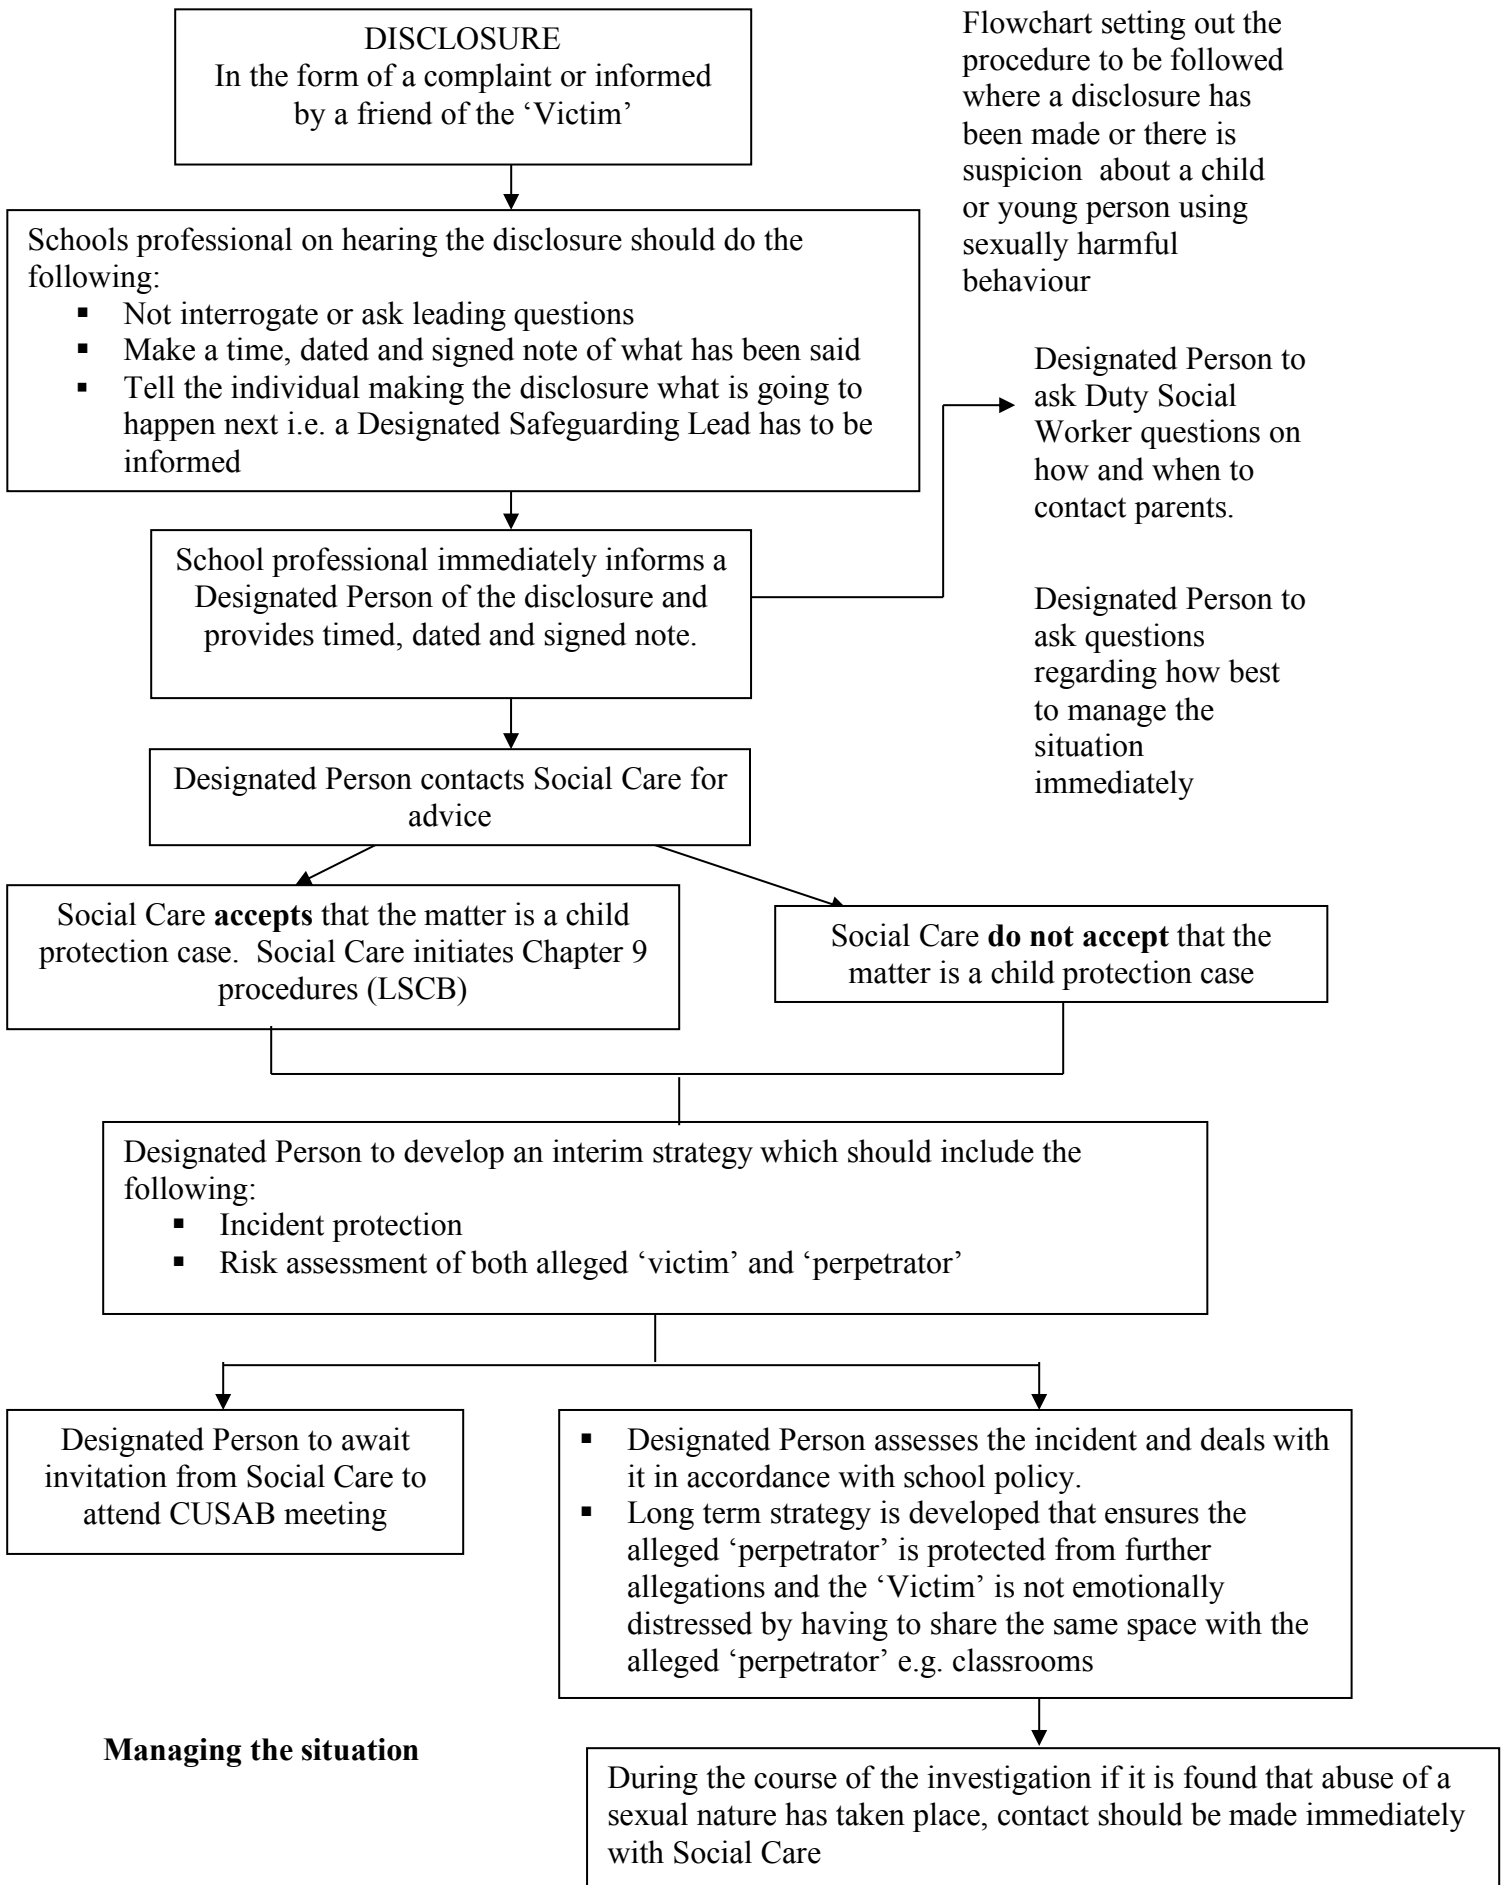 DISCLOSURE
In the form of a complaint or informed
by a friend of the ‘Victim’
Flowchart setting out the
procedure to be followed
where a disclosure has
been made or there is
suspicion about a child
or young person using
sexually harmful
behaviour
Schools professional on hearing the disclosure should do the
following:
▪ Not interrogate or ask leading questions
▪ Make a time, dated and signed note of what has been said
▪ Tell the individual making the disclosure what is going to
happen next i.e. a Designated Safeguarding Lead has to be
informed
Designated Person to
ask Duty Social
Worker questions on
how and when to
contact parents.
School professional immediately informs a
Designated Person of the disclosure and
provides timed, dated and signed note.
Designated Person to
ask questions
regarding how best
to manage the
situation
immediately
Designated Person contacts Social Care for
advice
Social Care accepts that the matter is a child
protection case. Social Care initiates Chapter 9
procedures (LSCB)
Social Care do not accept that the
matter is a child protection case
Designated Person to develop an interim strategy which should include the
following:
▪ Incident protection
▪ Risk assessment of both alleged ‘victim’ and ‘perpetrator’
Designated Person to await
invitation from Social Care to
attend CUSAB meeting
▪ Designated Person assesses the incident and deals with
it in accordance with school policy.
▪ Long term strategy is developed that ensures the
alleged ‘perpetrator’ is protected from further
allegations and the ‘Victim’ is not emotionally
distressed by having to share the same space with the
alleged ‘perpetrator’ e.g. classrooms
Managing the situation
During the course of the investigation if it is found that abuse of a
sexual nature has taken place, contact should be made immediately
with Social Care